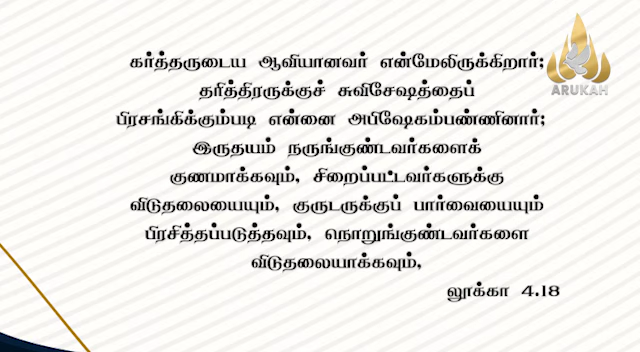 ARUKAH
கர்த்தருடைய ஆவியானவர் என்மேலிருக்கிறார்;
தரித்திரருக்குச் சுவிசேஷத்தைப்
பிரசங்கிக்கும்படி என்னை அபிஷேகம்பண்ணினார்;
இருதயம் நருங்குண்டவர்களைக்
குணமாக்கவும், சிறைப்பட்டவர்களுக்கு
விடுதலையையும், குருடருக்குப் பார்வையையும்
பிரசித்தப்படுத்தவும், நொறுங்குண்டவர்களை
விடுதலையாக்கவும்,
லூக்கா 4.18